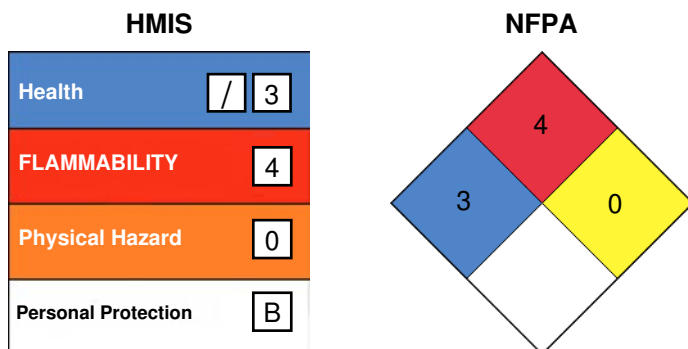 HMIS
Health / 3
FLAMMABILITY 4
Physical Hazard 0
Personal Protection B
NFPA
4
3 0